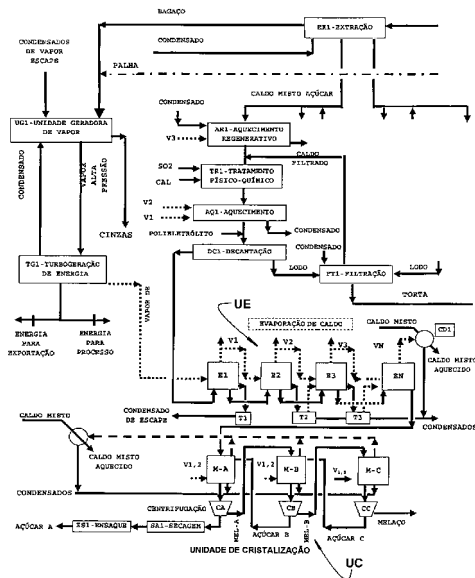 BAGAÇO
EX1-EXTRAÇÃO
CONDENSADOS
DE VAPOR
ESCAPE
CONDENSADO
PALHA
CALDO MISTO AÇÚCAR
CONDENSADO
UG1-UNIDADE GERADORA
DE VAPOR
V3
AR1-AQUECIMENTO
REGENERATIVO
CALDO
FILTRADO
CONDENSADO
VAPOR
ALTA
PRESSÃO
CINZAS
SO2
CAL
TR1-TRATAMENTO
FÍSICO-QUÍMICO
V2
V1
AQ1-AQUECIMENTO
CONDENSADO
POLIELETRÓLITO
CONDENSADO
DC1-DECANTAÇÃO
LODO
FT1-FILTRAÇÃO
LODO
TORTA
TG1-TURBOGERAÇÃO
DE ENERGIA
VAPOR DE
ENERGIA
PARA
EXPORTAÇÃO
ENERGIA
PARA
PROCESSO
UE
EVAPORAÇÃO DE CALDO
CALDO MISTO
CD1
V1
V2
V3
VN
CALDO MISTO
AQUECIDO
E1
E2
E3
EN
CONDENSADO
DE ESCAPE
T1
T2
T3
CONDENSADOS
CALDO MISTO
CALDO MISTO
AQUECIDO
V1,2
M-A
V1,2
M-B
V1,2
M-C
CONDENSADOS
CENTRIFUGAÇÃO
CA
CB
CC
MEL-A
MEL-B
MELAÇO
AÇÚCAR A
ES1-ENSAQUE
SA1-SECAGEM
AÇÚCAR B
AÇÚCAR C
UNIDADE DE CRISTALIZAÇÃO
UC